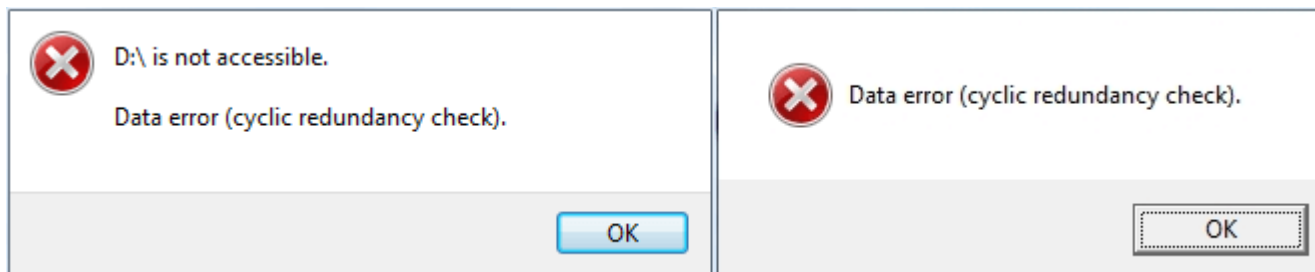 D:\ is not accessible.
Data error (cyclic redundancy check).
OK
Data error (cyclic redundancy check).
OK